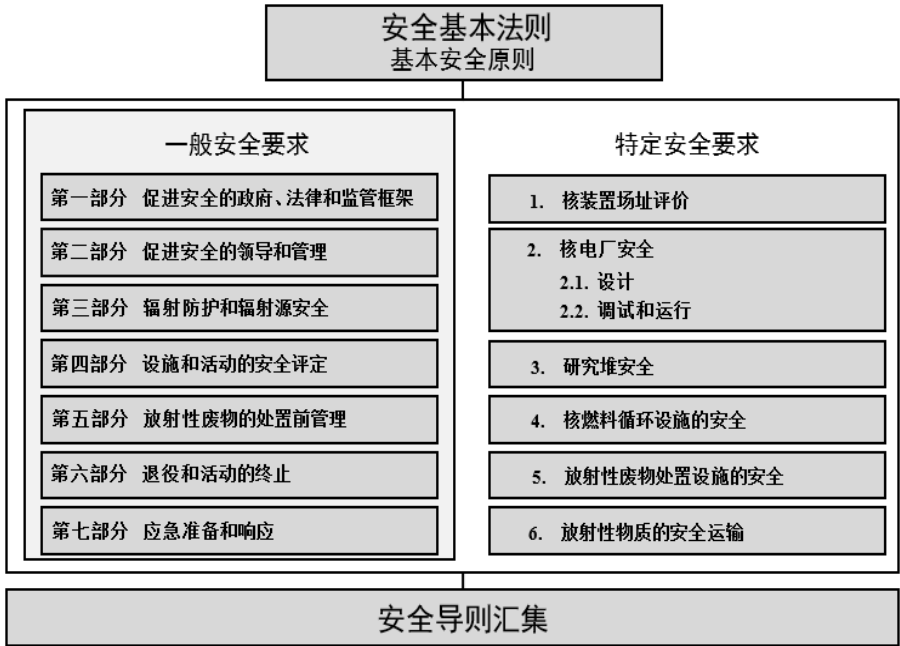 安全基本法则
基本安全原则
一般安全要求
第一部分 促进安全的政府、法律和监管框架
第二部分 促进安全的领导和管理
第三部分 辐射防护和辐射源安全
第四部分 设施和活动的安全评定
第五部分 放射性废物的处置前管理
第六部分 退役和活动的终止
第七部分 应急准备和响应
特定安全要求
1. 核装置场址评价
2. 核电厂安全
2.1. 设计
2.2. 调试和运行
3. 研究堆安全
4. 核燃料循环设施的安全
5. 放射性废物处置设施的安全
6. 放射性物质的安全运输
安全导则汇集